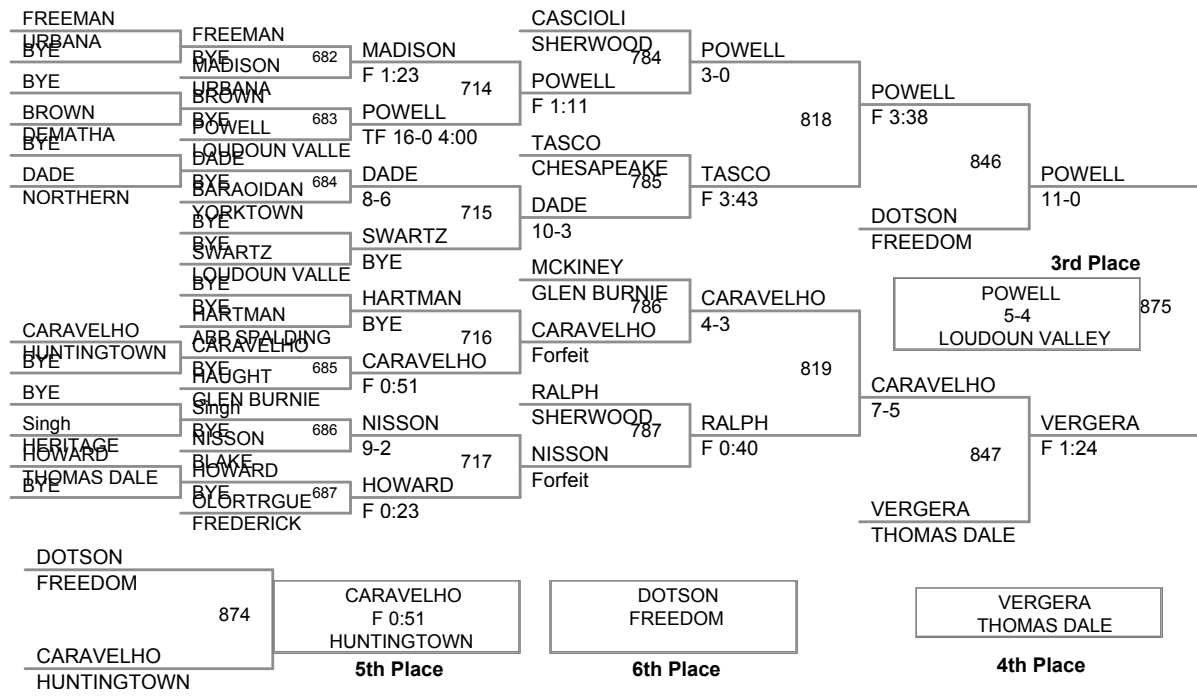 FREEMAN
URBANA
BYE
BYE
BROWN
DEMATHA
BYE
DADE
NORTHERN
CARAVELHO
HUNTINGTOWN
BYE
BYE
Singh
HERITAGE
HOWARD
THOMAS DALE
BYE
FREEMAN
BYE
682
MADISON
URBANA
BROWN
BYE
683
POWELL
LOUDOUN VALLE
DADE
BYE
684
BARAOIDAN
YORKTOWN
BYE
BYE
SWARTZ
LOUDOUN VALLE
BYE
BYE
HARTMAN
ABP SPALDING
CARAVELHO
BYE
685
HAUGHT
GLEN BURNIE
Singh
BYE
686
NISSON
BLAKE
HOWARD
BYE
687
OLORTRGUE
FREDERICK
MADISON
F 1:23
714
POWELL
TF 16-0 4:00
DADE
8-6
715
SWARTZ
BYE
HARTMAN
BYE
716
CARAVELHO
F 0:51
NISSON
9-2
717
HOWARD
F 0:23
CASCIOLI
SHERWOOD
784
POWELL
F 1:11
TASCO
CHESAPEAKE
785
DADE
10-3
MCKINEY
GLEN BURNIE
786
CARAVELHO
Forfeit
RALPH
SHERWOOD
787
NISSON
Forfeit
POWELL
3-0
818
TASCO
F 3:43
CARAVELHO
4-3
819
RALPH
F 0:40
POWELL
F 3:38
846
DOTSON
FREEDOM
CARAVELHO
7-5
847
VERGERA
THOMAS DALE
POWELL
11-0
3rd Place
POWELL
5-4
LOUDOUN VALLEY
875
VERGERA
F 1:24
DOTSON
FREEDOM
874
CARAVELHO
HUNTINGTOWN
CARAVELHO
F 0:51
HUNTINGTOWN
5th Place
DOTSON
FREEDOM
6th Place
VERGERA
THOMAS DALE
4th Place